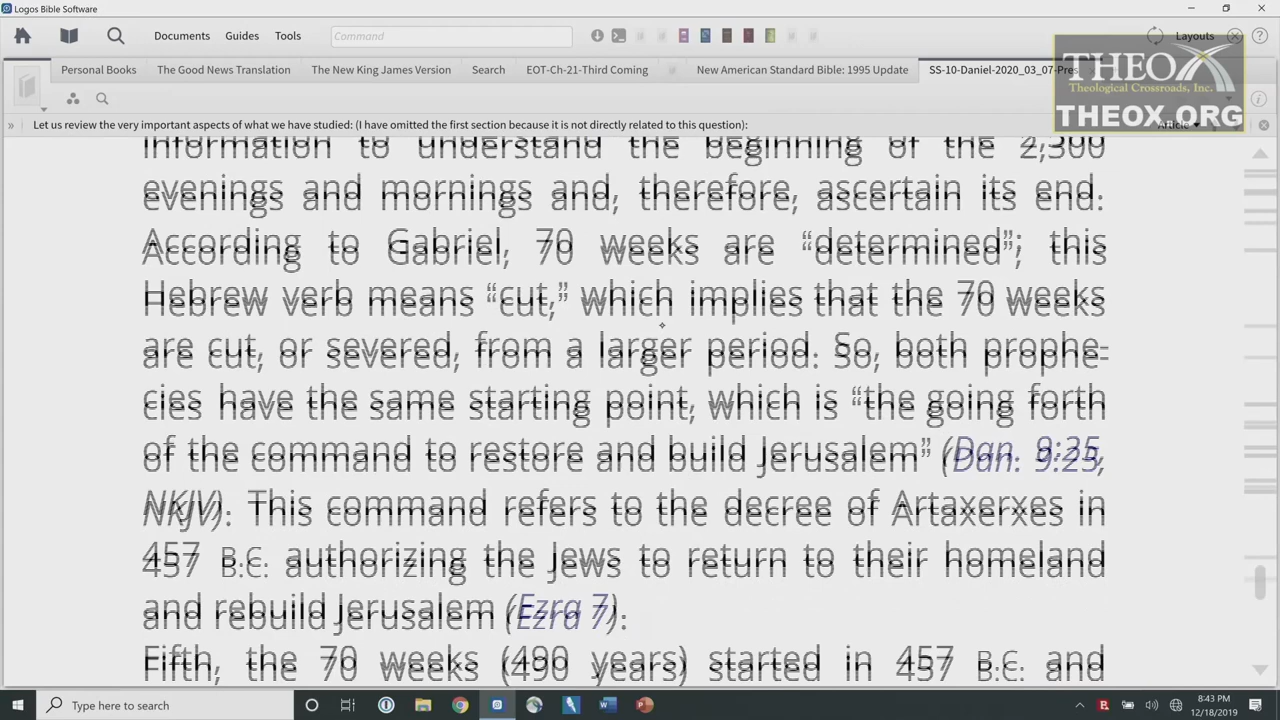 Logos Bible Software
Documents Guides Tools Command Layouts
THEOX
Theological Crossroads, Inc.
THEOX.ORG
Personal Books The Good News Translation The New King James Version Search EOT-Ch-21-Third Coming New American Standard Bible: 1995 Update SS-10-Daniel-2020_03_07-Pres
Let us review the very important aspects of what we have studied: (I have omitted the first section because it is not directly related to this question): Article
information to understand the beginning of the 2,300
evenings and mornings and, therefore, ascertain its end.
According to Gabriel, 70 weeks are “determined”; this
Hebrew verb means “cut,” which implies that the 70 weeks
are cut, or severed, from a larger period. So, both prophe-
cies have the same starting point, which is “the going forth
of the command to restore and build Jerusalem” (Dan. 9:25,
NKJV). This command refers to the decree of Artaxerxes in
457 B.C. authorizing the Jews to return to their homeland
and rebuild Jerusalem (Ezra 7).
Fifth, the 70 weeks (490 years) started in 457 B.C. and
Type here to search
8:43 PM
12/18/2019